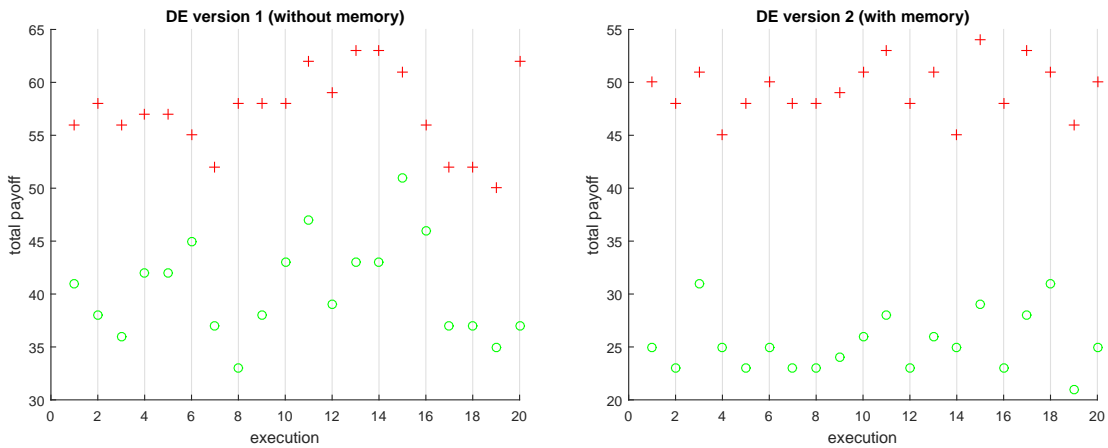 DE version 1 (without memory)
65
60
55
50
45
40
35
30
total payoff
0 2 4 6 8 10 12 14 16 18 20
execution
DE version 2 (with memory)
55
50
45
40
35
30
25
20
total payoff
0 2 4 6 8 10 12 14 16 18 20
execution